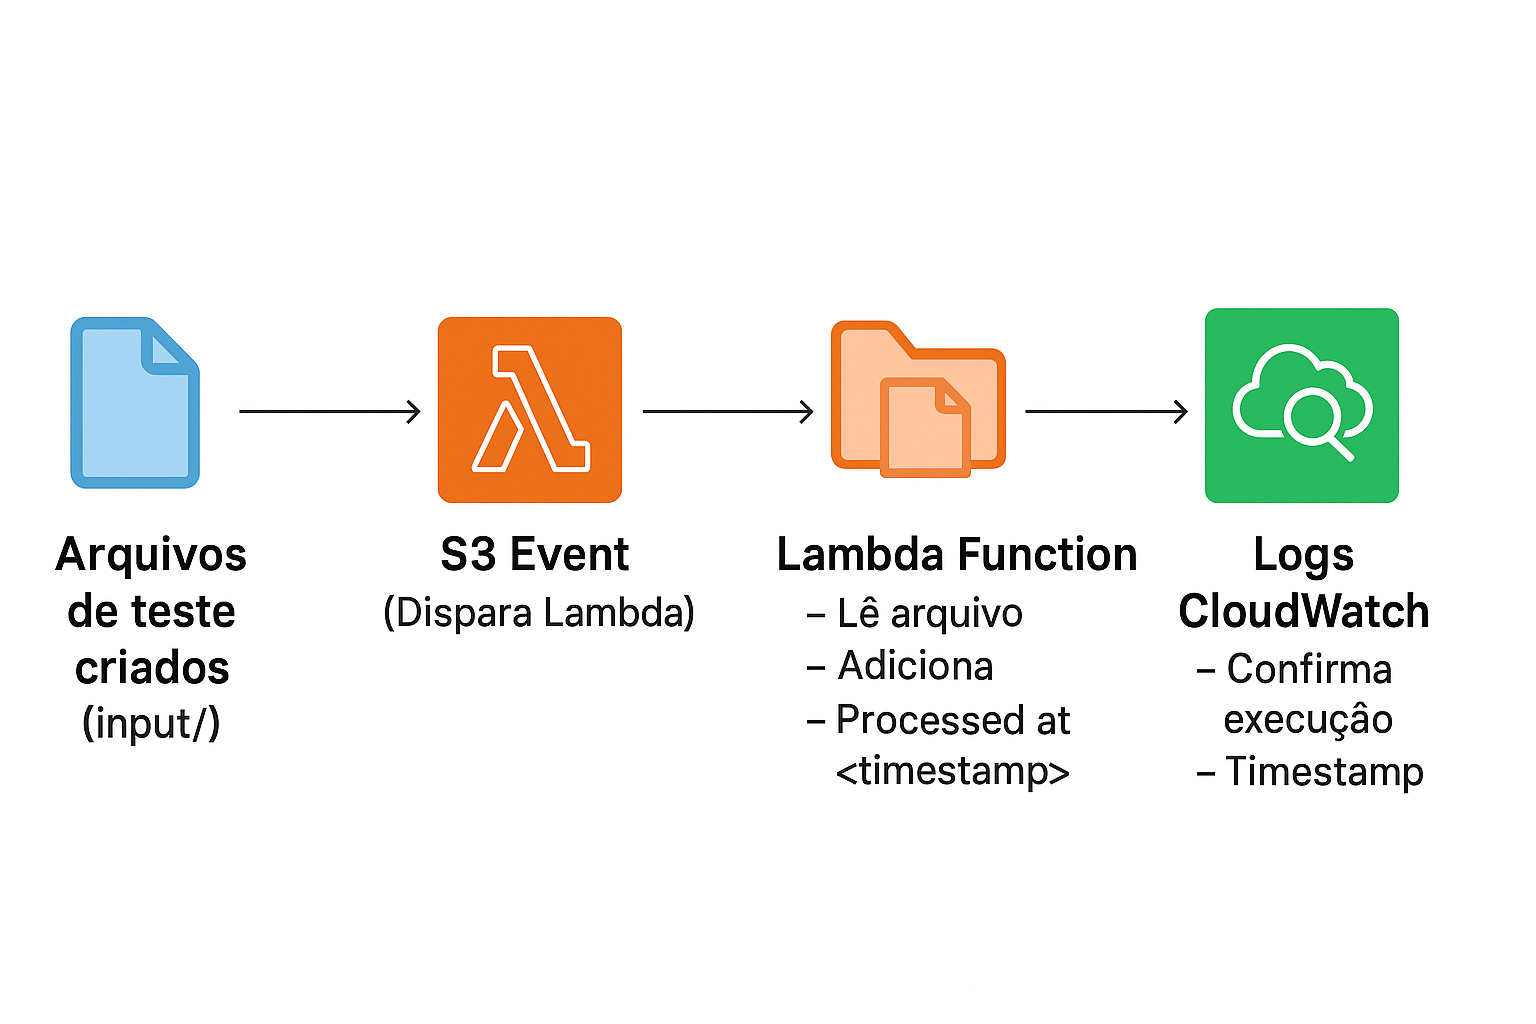 Arquivos
de teste
criados
(input/)
S3 Event
(Dispara Lambda)
Lambda Function
– Lê arquivo
– Adiciona
– Processed at
<timestamp>
Logs
CloudWatch
– Confirma
execuçâo
– Timestamp